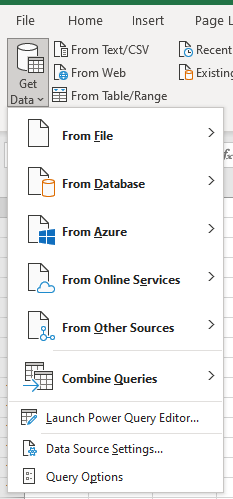 File Home Insert Page L
Get Data
From Text/CSV
From Web
From Table/Range
Recent
Existing
fx
From File
From Database
From Azure
From Online Services
From Other Sources
Combine Queries
Launch Power Query Editor...
Data Source Settings...
Query Options